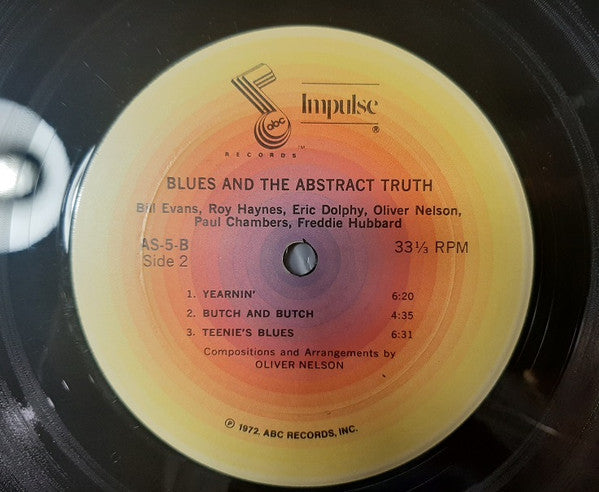 abc
RECORDS
™
Impulse
®
BLUES AND THE ABSTRACT TRUTH
Bill Evans, Roy Haynes, Eric Dolphy, Oliver Nelson,
Paul Chambers, Freddie Hubbard
AS-5-B
Side 2
33⅓ RPM
1. YEARNIN' 6:20
2. BUTCH AND BUTCH 4:35
3. TEENIE'S BLUES 6:31
Compositions and Arrangements by
OLIVER NELSON
℗ 1972, ABC RECORDS, INC.